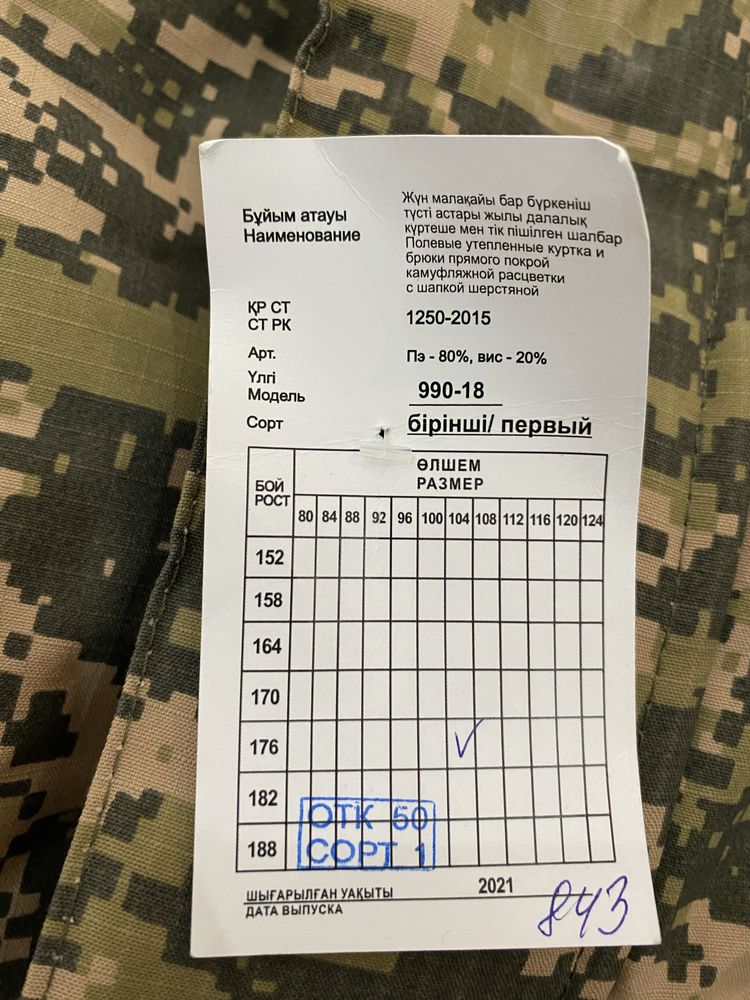 Бұйым атауы
Наименование
Жүн малақайы бар бүркеніш
түсті астары жылы далалық
күртеше мен тік пішілген шалбар
Полевые утепленные куртка и
брюки прямого покрой
камуфляжной расцветки
с шапкой шерстяной
ҚР СТ
СТ РК
1250-2015
Арт.
Пэ - 80%, вис - 20%
Үлгі
Модель
990-18
Сорт
бірінші/ первый
БОЙ
РОСТ
ӨЛШЕМ
РАЗМЕР
80 84 88 92 96 100 104 108 112 116 120 124
152
158
164
170
176
182
188
ОТК 50
СОРТ 1
ШЫҒАРЫЛҒАН УАҚЫТЫ
ДАТА ВЫПУСКА
2021
843